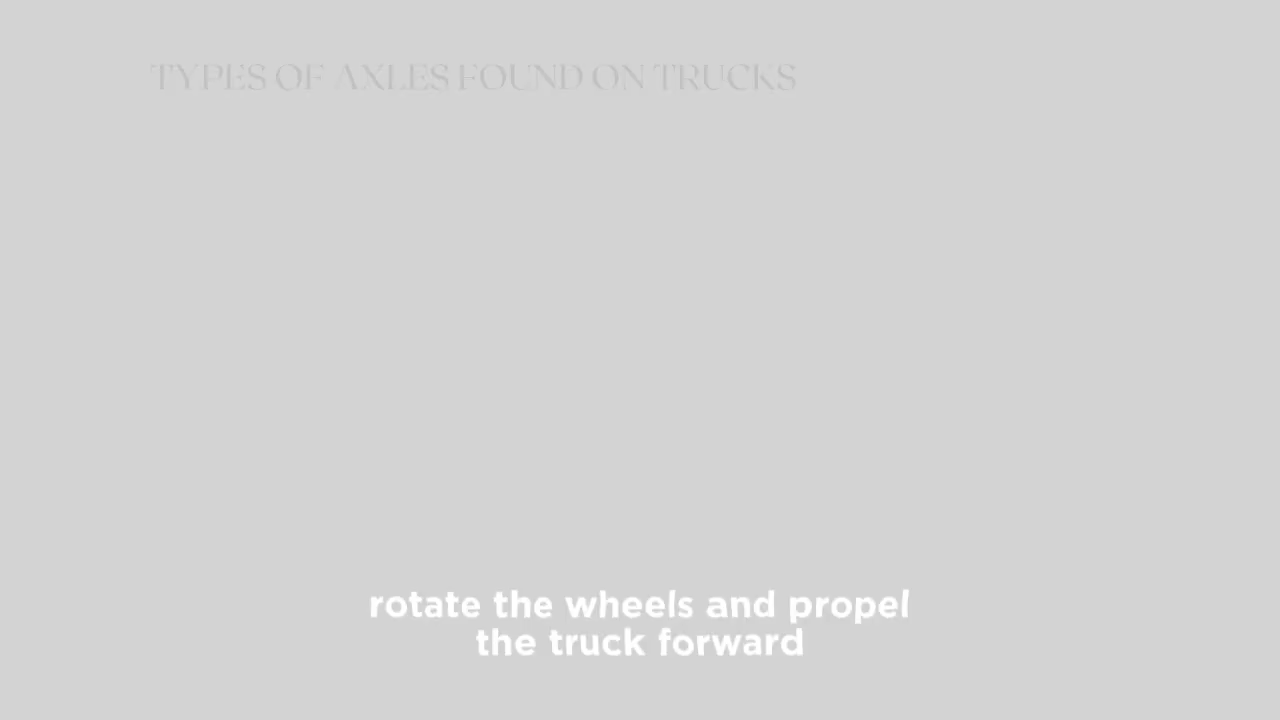 TYPES OF AXLES FOUND ON TRUCKS
rotate the wheels and propel
the truck forward